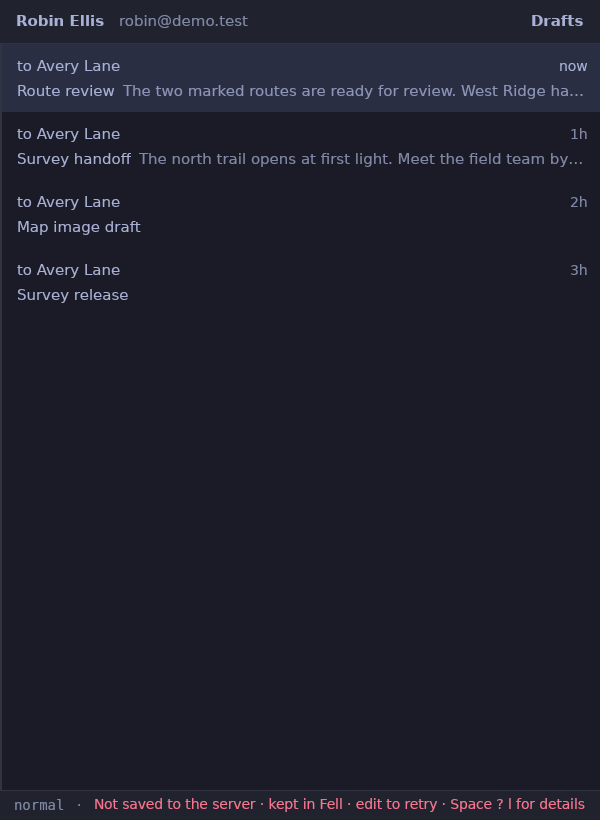 Robin Ellis robin@demo.test Drafts
to Avery Lane now
Route review The two marked routes are ready for review. West Ridge ha…
to Avery Lane 1h
Survey handoff The north trail opens at first light. Meet the field team by…
to Avery Lane 2h
Map image draft
to Avery Lane 3h
Survey release
normal · Not saved to the server · kept in Fell · edit to retry · Space ? l for details